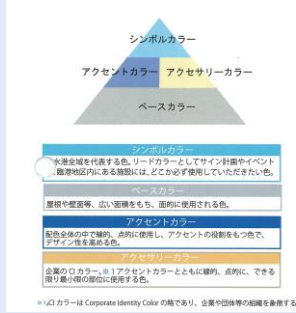 シンボルカラー
アクセントカラー アクセサリーカラー
ベースカラー
シンボルカラー
水港全域を代表する色。リードカラーとしてサイン計画やイベント
臨港地区内にある施設には、どこか必ず使用していただきたい色。
ベースカラー
屋根や壁面等、広い面積をもち、面的に使用される色。
アクセントカラー
配色全体の中で線的、点的に使用し、アクセントの役割をもつ色で、
デザイン性を高める色。
アクセサリーカラー
企業のCIカラー。※1アクセントカラーとともに線的、点的に、できる
限り最小限の部位に使用する色。
CIカラーは Corporate Identity Color の略であり、企業や団体等の組織を象徴する